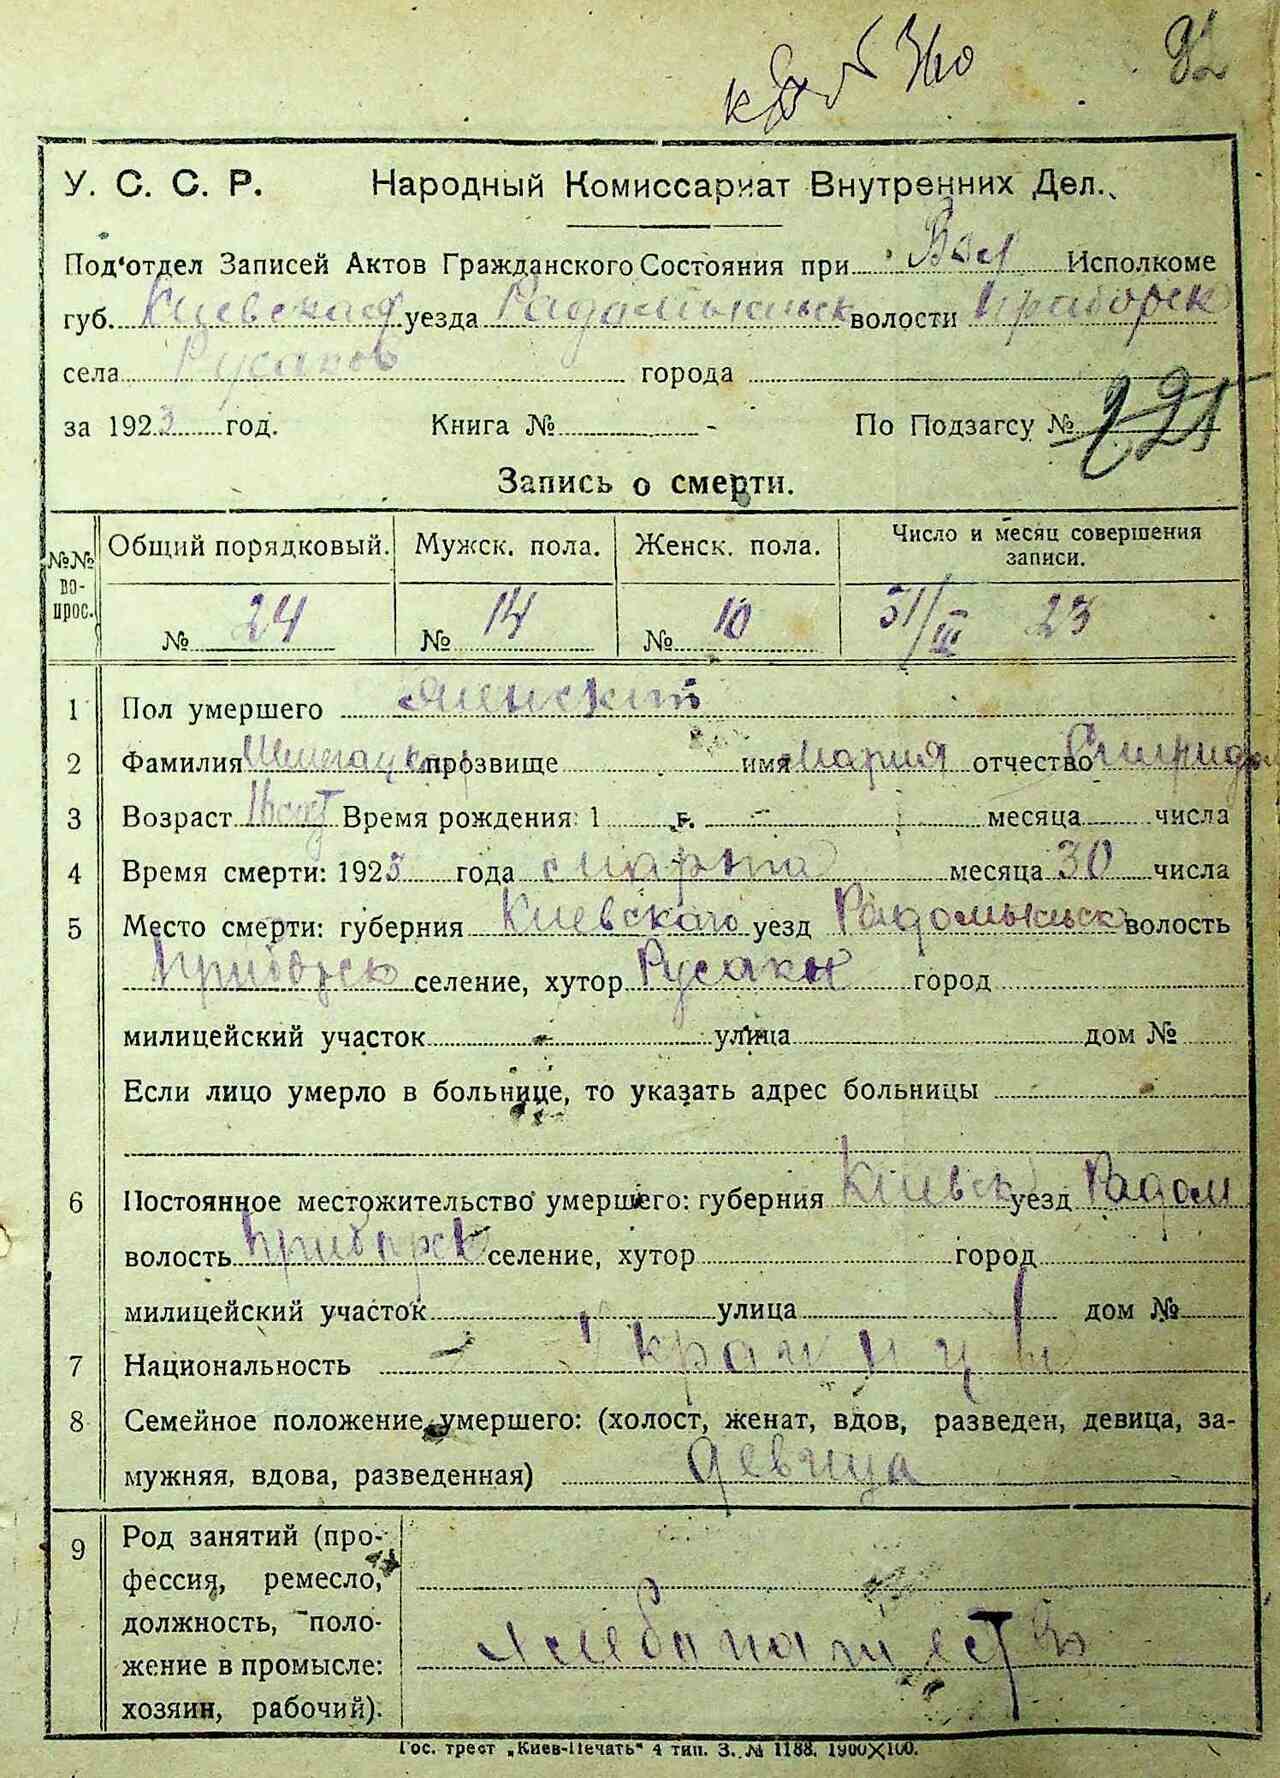 92
У. С. С. Р. Народный Комиссариат Внутренних Дел.
Под'отдел Записей Актов Гражданского Состояния при Вол Исполкоме
губ. Киевская уезда Радомысльск волости Приборск
села Русаков города
за 1923 год. Книга № - По Подзагсу №
Запись о смерти.
№№ вопрос. Общий порядковый. Мужск. пола. Женск. пола. Число и месяц совершения записи.
№ 24 № 14 № 10 31/III 23
1 Пол умершего женский
2 Фамилия прозвище имя Мария отчество Спирид
3 Возраст Время рождения: 1 г. месяца числа
4 Время смерти: 1923 года марта месяца 30 числа
5 Место смерти: губерния Киевского уезд Радомысльск волость
Приборск селение, хутор Русаки город
милицейский участок улица дом №
Если лицо умерло в больнице, то указать адрес больницы
6 Постоянное местожительство умершего: губерния Киевск уезд Радом
волость Приборск селение, хутор город
милицейский участок улица дом №
7 Национальность
8 Семейное положение умершего: (холост, женат, вдов, разведен, девица, за-
мужняя, вдова, разведенная) девица
9 Род занятий (про-
фессия, ремесло,
должность, поло-
жение в промысле:
хозяин, рабочий).
Гос. трест „Киев-Печать“ 4 тип. З. № 1188. 1900Х100.